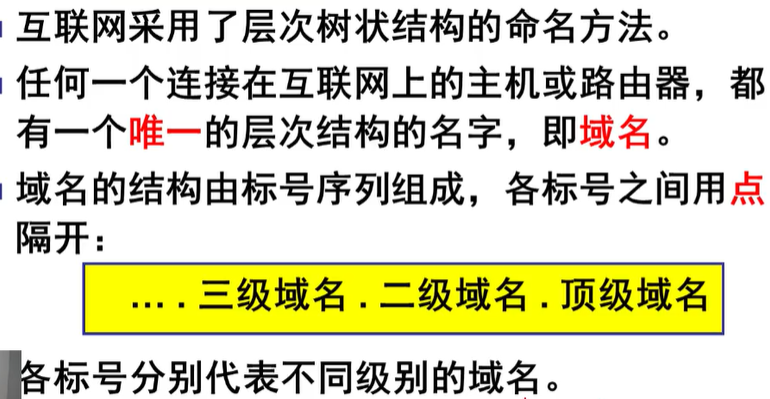 互联网采用了层次树状结构的命名方法。
任何一个连接在互联网上的主机或路由器，都
有一个唯一的层次结构的名字，即域名。
域名的结构由标号序列组成，各标号之间用点
隔开：
… . 三级域名 . 二级域名 . 顶级域名
各标号分别代表不同级别的域名。